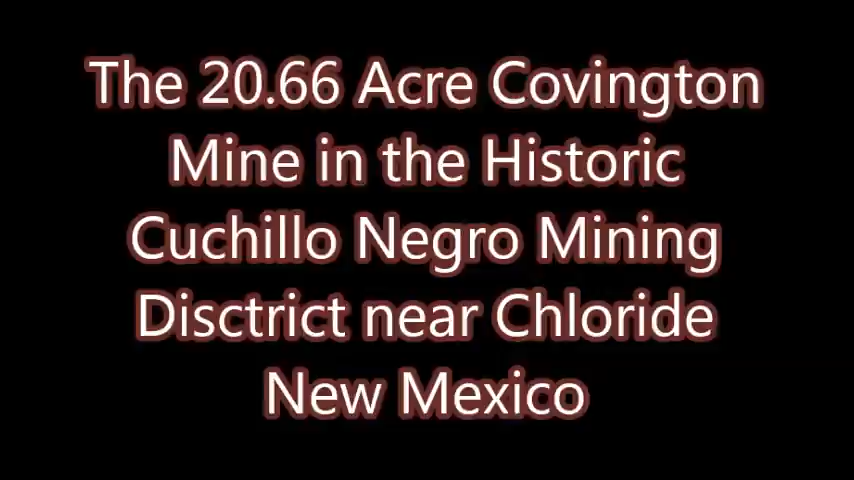 The 20.66 Acre Covington
Mine in the Historic
Cuchillo Negro Mining
Disctrict near Chloride
New Mexico